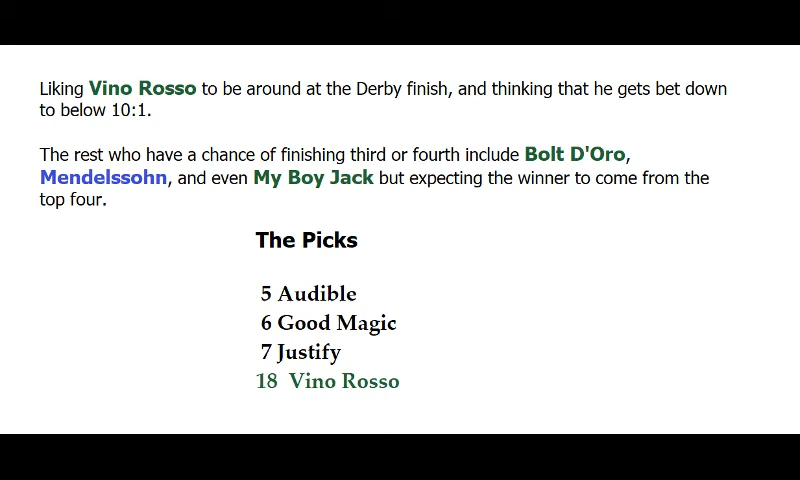 Liking Vino Rosso to be around at the Derby finish, and thinking that he gets bet down
to below 10:1.
The rest who have a chance of finishing third or fourth include Bolt D'Oro,
Mendelssohn, and even My Boy Jack but expecting the winner to come from the
top four.
The Picks
5 Audible
6 Good Magic
7 Justify
18 Vino Rosso